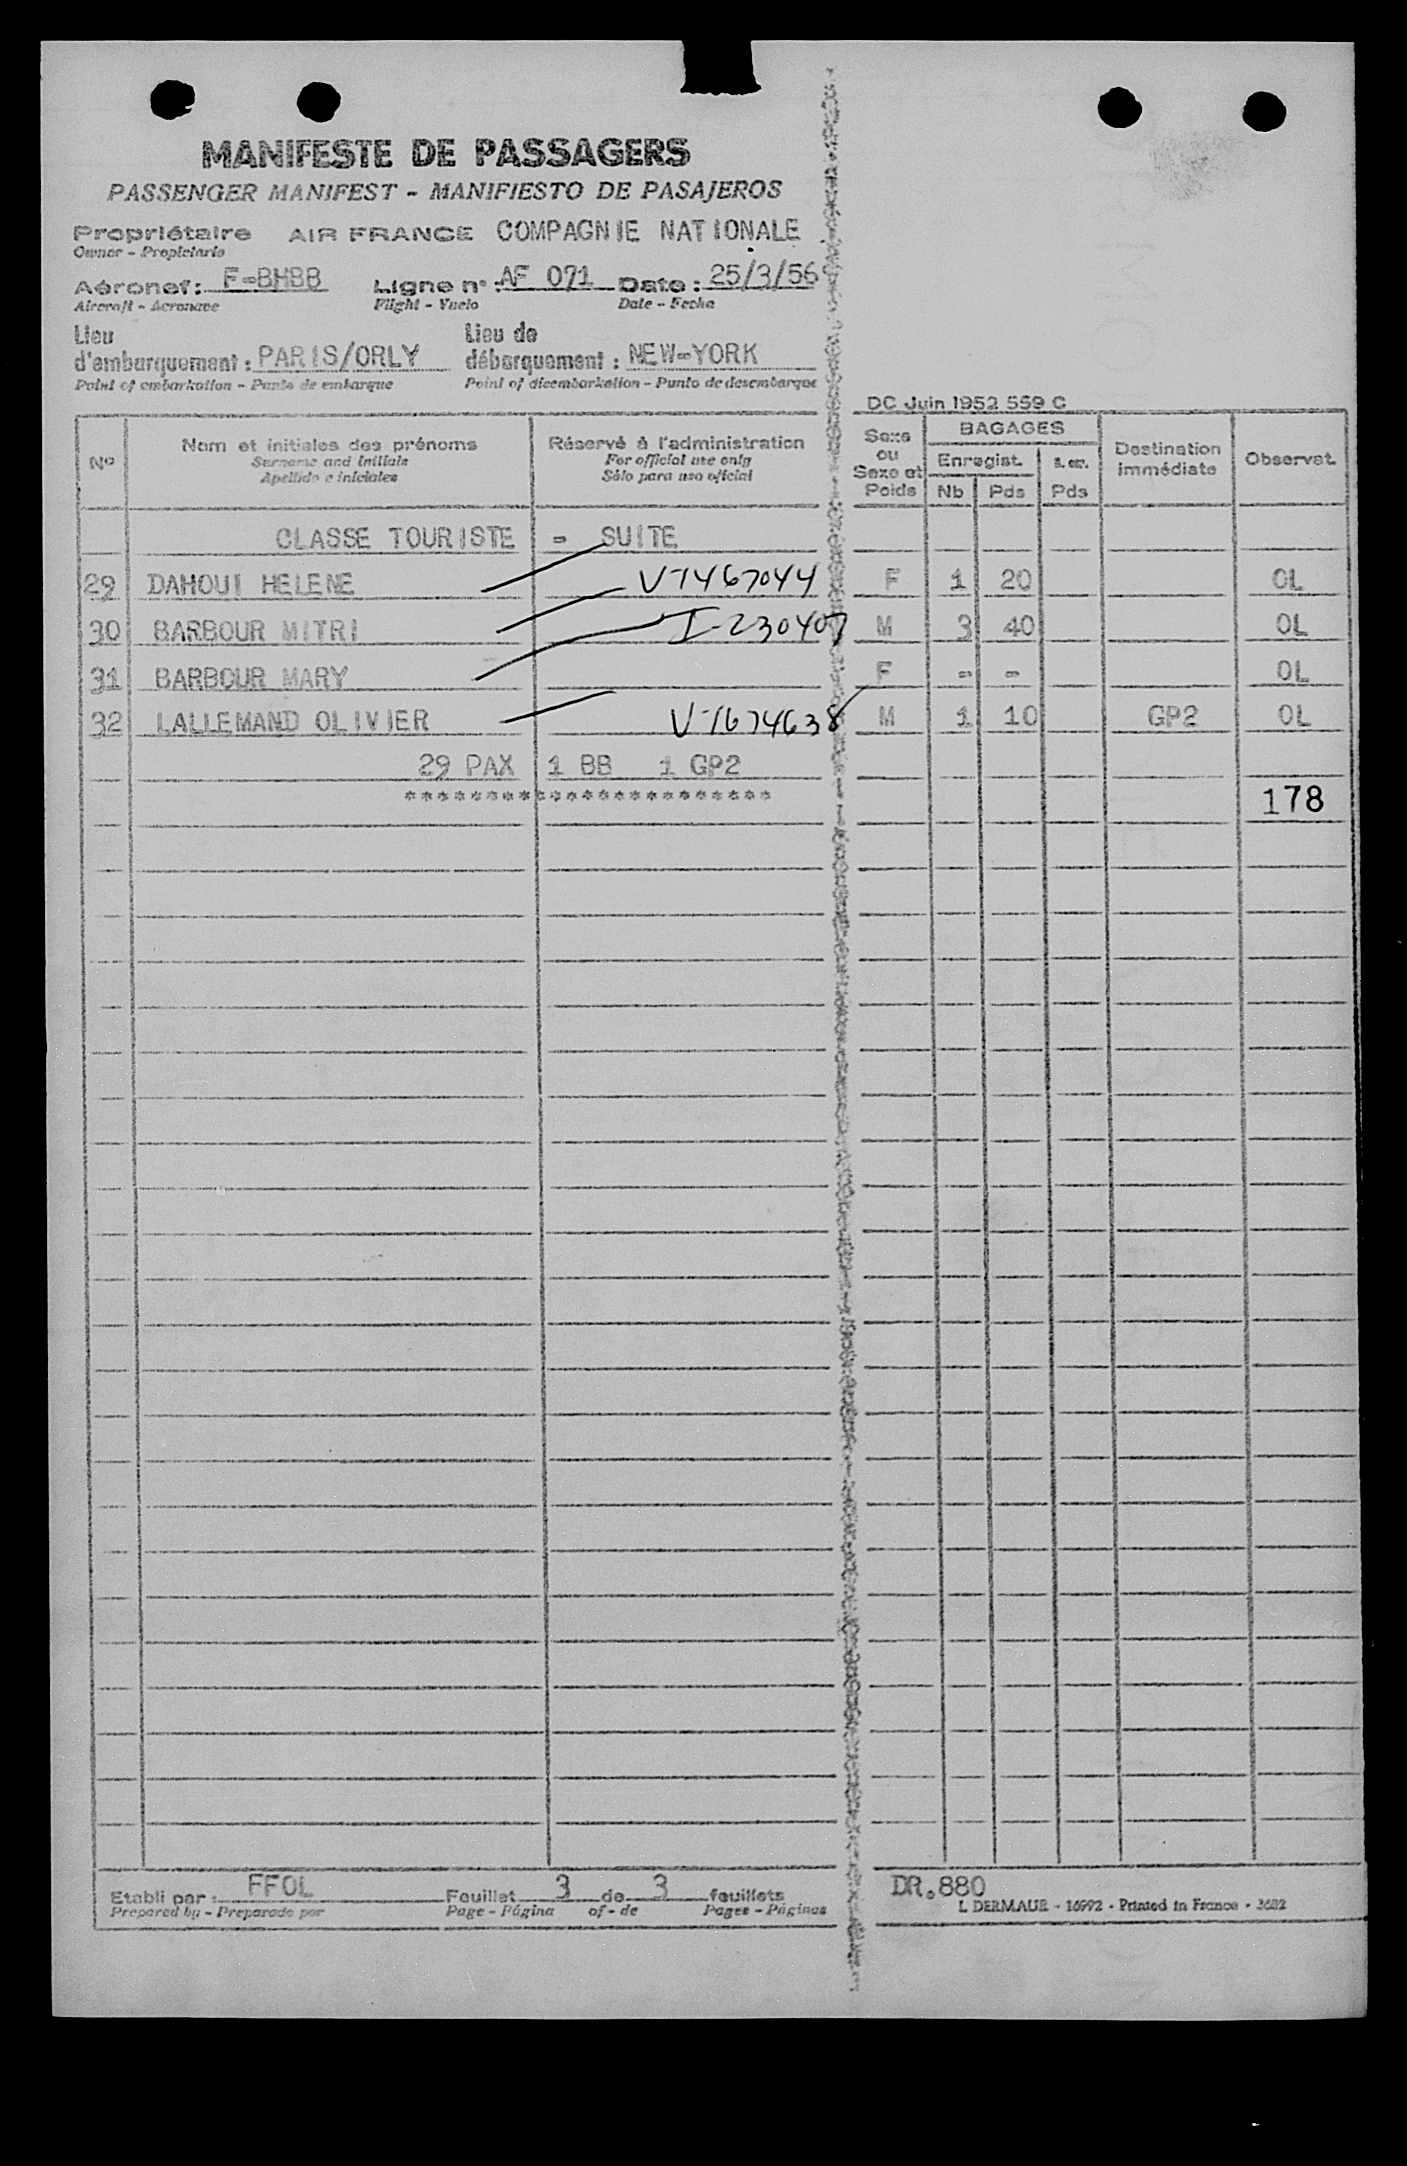 MANIFESTE DE PASSAGERS
PASSENGER MANIFEST - MANIFIESTO DE PASAJEROS
Propriétaire AIR FRANCE COMPAGNIE NATIONALE
Owner - Propietario
Aéronef: F-BHBB Ligne n° : AF 071 Date : 25/3/56
Aircraft - Aeronave Flight - Vuelo Date - Fecha
Lieu d'embarquement : PARIS/ORLY Lieu de débarquement : NEW-YORK
Point of embarkation - Punto de embarque Point of disembarkation - Punto de desembarque
DC Juin 1952 559 C
N° Nom et initiales des prénoms Réservé à l'administration Sexe ou Sexe et Poids BAGAGES Destination immédiate Observat.
Surname and initials For official use only Enregist. s. en.
Apellido e iniciales Sólo para uso oficial Nb Pds Pds
CLASSE TOURISTE - SUITE
29 DAHOUI HELENE V-1467044 F 1 20 OL
30 BARBOUR MITRI I-230407 M 3 40 OL
31 BARBOUR MARY F - - OL
32 LALLEMAND OLIVIER V-1674638 M 1 10 GP2 OL
29 PAX 1 BB 1 GP2
***********************
178
Etabli par : FFOL Feuillet 3 de 3 feuillets DR.880
Prepared by - Preparado por Page - Página of - de Pages - Páginas L. DERMAUR - 16992 - Printed in France - 3682